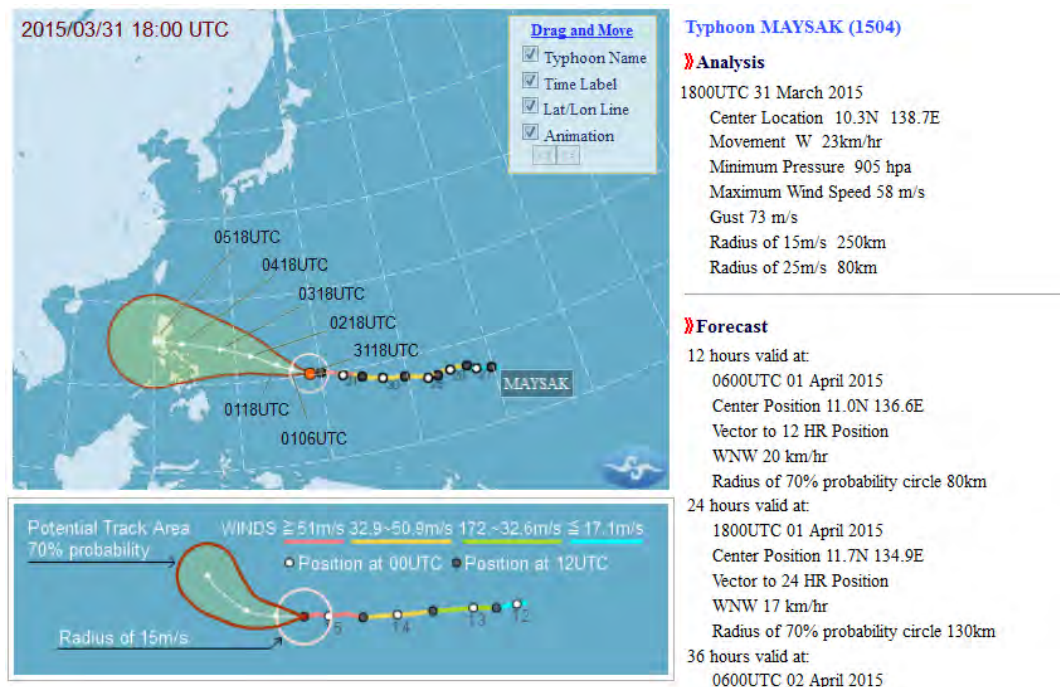 2015/03/31 18:00 UTC
Drag and Move
Typhoon Name
Time Label
Lat/Lon Line
Animation
0518UTC
0418UTC
0318UTC
0218UTC
3118UTC
MAYSAK
0118UTC
0106UTC
Potential Track Area
70% probability
WINDS ≧51m/s 32.9~50.9m/s 172.~32.6m/s ≦17.1m/s
Position at 00UTC Position at 12UTC
Radius of 15m/s
15 14 13 12
Typhoon MAYSAK (1504)
Analysis
1800UTC 31 March 2015
Center Location 10.3N 138.7E
Movement W 23km/hr
Minimum Pressure 905 hpa
Maximum Wind Speed 58 m/s
Gust 73 m/s
Radius of 15m/s 250km
Radius of 25m/s 80km
Forecast
12 hours valid at:
0600UTC 01 April 2015
Center Position 11.0N 136.6E
Vector to 12 HR Position
WNW 20 km/hr
Radius of 70% probability circle 80km
24 hours valid at:
1800UTC 01 April 2015
Center Position 11.7N 134.9E
Vector to 24 HR Position
WNW 17 km/hr
Radius of 70% probability circle 130km
36 hours valid at:
0600UTC 02 April 2015